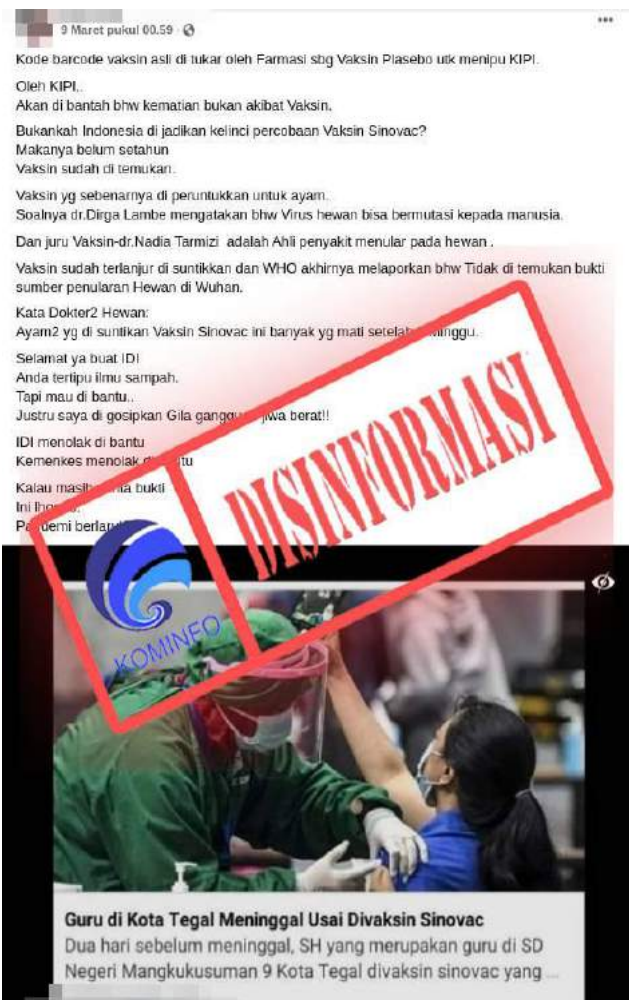 9 Maret pukul 00.59
Kode barcode vaksin asli di tukar oleh Farmasi sbg Vaksin Plasebo utk menipu KIPI.
Oleh KIPI..
Akan di bantah bhw kematian bukan akibat Vaksin.
Bukankah Indonesia di jadikan kelinci percobaan Vaksin Sinovac?
Makanya belum setahun
Vaksin sudah di temukan.
Vaksin yg sebenarnya di peruntukkan untuk ayam.
Soalnya dr.Dirga Lambe mengatakan bhw Virus hewan bisa bermutasi kepada manusia.
Dan juru Vaksin-dr.Nadia Tarmizi adalah Ahli penyakit menular pada hewan .
Vaksin sudah terlanjur di suntikkan dan WHO akhirnya melaporkan bhw Tidak di temukan bukti
sumber penularan Hewan di Wuhan.
Kata Dokter2 Hewan:
Ayam2 yg di suntikan Vaksin Sinovac ini banyak yg mati setelah minggu.
Selamat ya buat IDI
Anda tertipu ilmu sampah.
Tapi mau di bantu..
Justru saya di gosipkan Gila jiwa berat!!
IDI menolak di bantu
Kemenkes menolak
Kalau masih bukti
Ini
DISINFORMASI
KOMINFO
Guru di Kota Tegal Meninggal Usai Divaksin Sinovac
Dua hari sebelum meninggal, SH yang merupakan guru di SD
Negeri Mangkukusuman 9 Kota Tegal divaksin sinovac yang ...